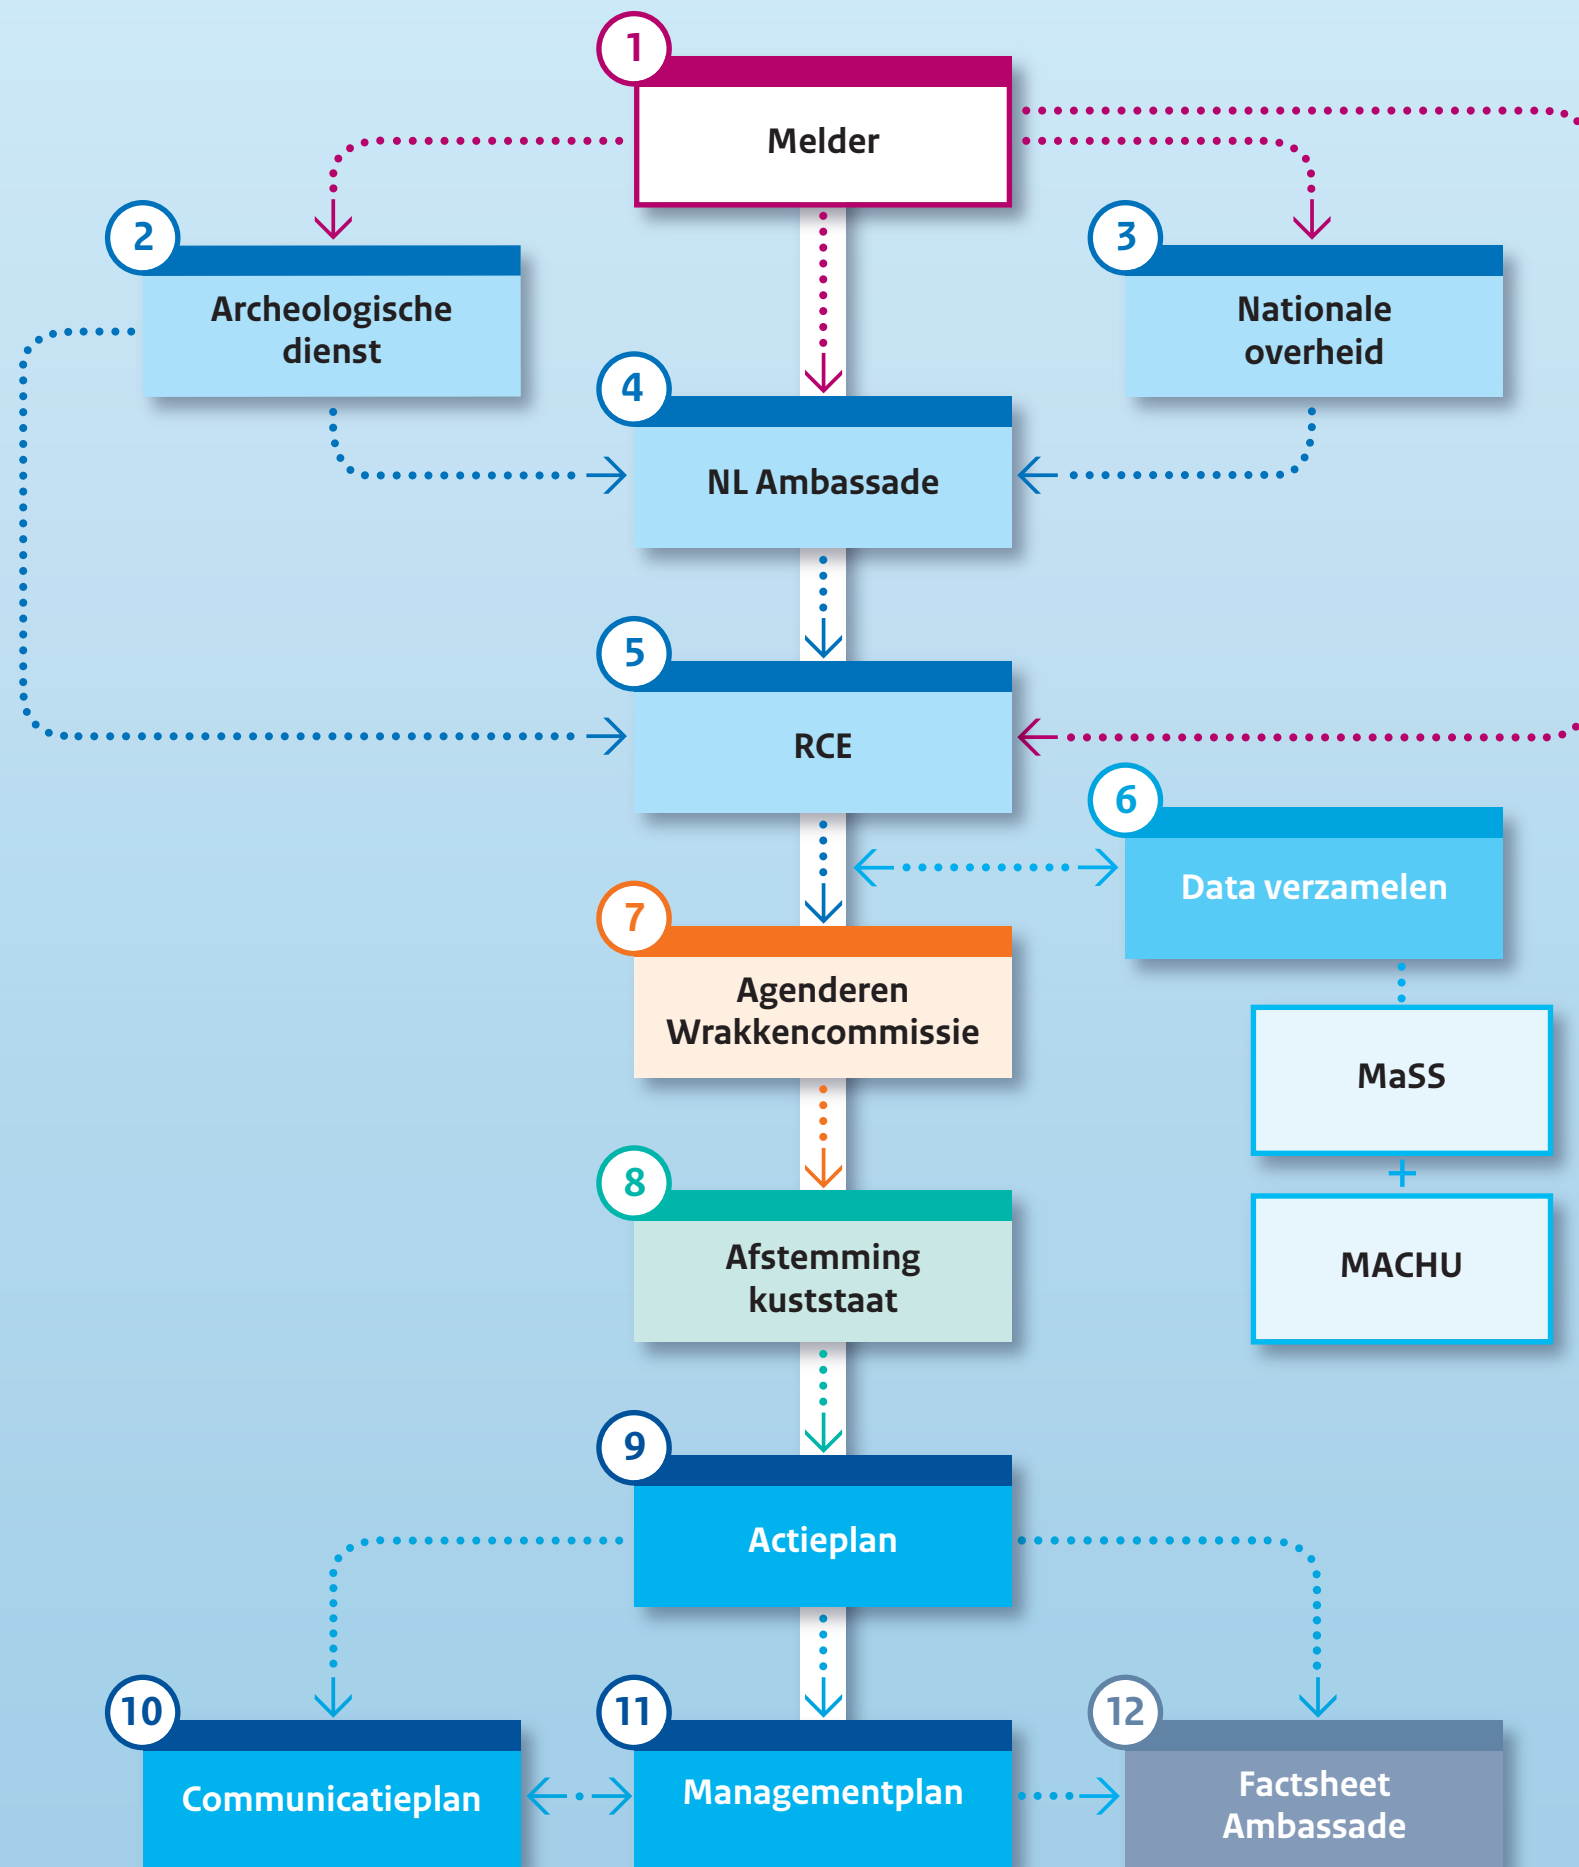 1
Melder
2
Archeologische
dienst
3
Nationale
overheid
4
NL Ambassade
5
RCE
6
Data verzamelen
7
Agenderen
Wrakkencommissie
MaSS
+
MACHU
8
Afstemming
kuststaat
9
Actieplan
10
Communicatieplan
11
Managementplan
12
Factsheet
Ambassade